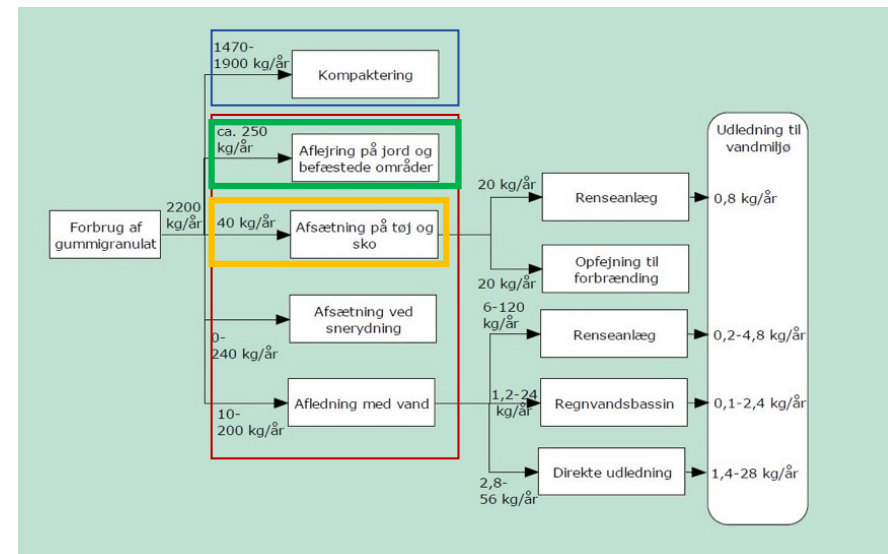 1470-
1900 kg/år
Kompaktering
ca. 250
kg/år
Aflejring på jord og
befæstede områder
Udledning til
vandmiljø
Forbrug af
gummigranulat
2200
kg/år
40 kg/år
Afsætning på tøj og
sko
20 kg/år
Renseanlæg
0,8 kg/år
20 kg/år
Opfejning til
forbrænding
Afsætning ved
snerydning
0-
240 kg/år
6-120
kg/år
Renseanlæg
0,2-4,8 kg/år
Afledning med vand
10-
200 kg/år
1,2-24
kg/år
Regnvandsbassin
0,1-2,4 kg/år
2,8-
56 kg/år
Direkte udledning
1,4-28 kg/år